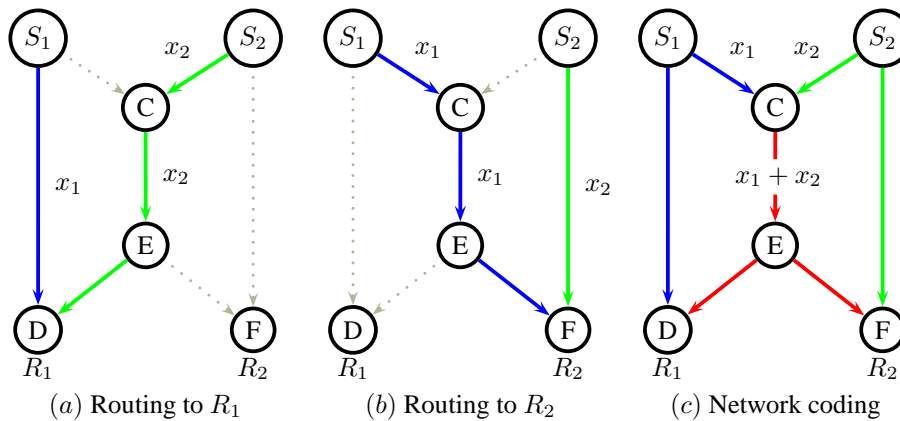 S₁
x₂
S₂
C
x₁
x₂
E
D
F
R₁
R₂
(a) Routing to R₁
S₁
x₁
S₂
C
x₁
x₂
E
D
F
R₁
R₂
(b) Routing to R₂
S₁
x₁
x₂
S₂
C
x₁ + x₂
E
D
F
R₁
R₂
(c) Network coding